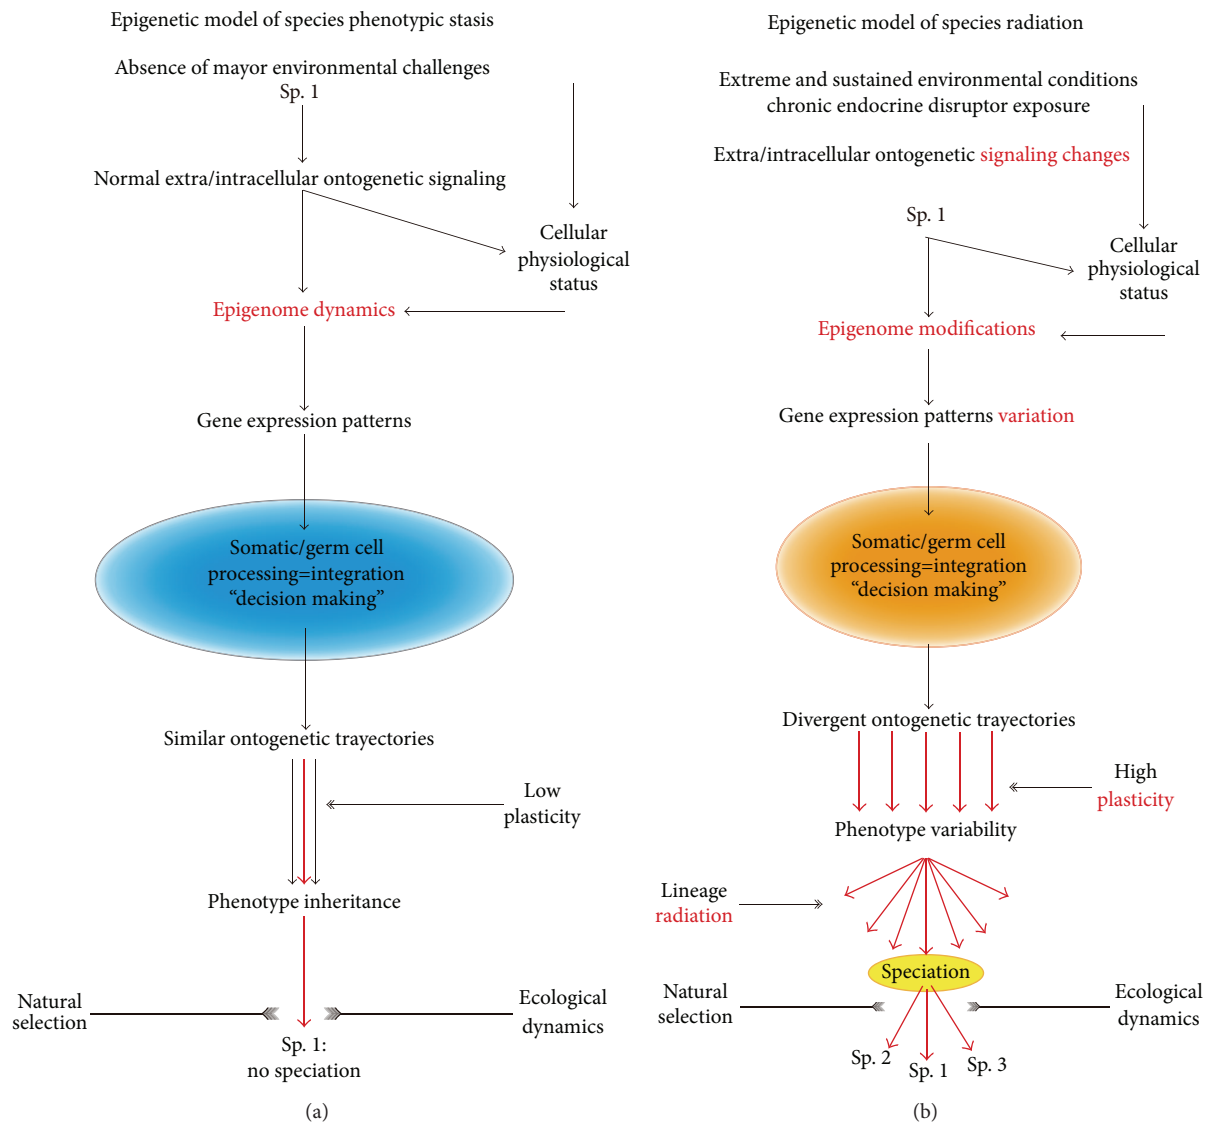 Epigenetic model of species phenotypic stasis
Absence of mayor environmental challenges
Sp. 1
Normal extra/intracellular ontogenetic signaling
Cellular
physiological
status
Epigenome dynamics
Gene expression patterns
Somatic/germ cell
processing=integration
“decision making”
Similar ontogenetic trayectories
Low
plasticity
Phenotype inheritance
Natural
selection
Ecological
dynamics
Sp. 1:
no speciation
(a)
Epigenetic model of species radiation
Extreme and sustained environmental conditions
chronic endocrine disruptor exposure
Extra/intracellular ontogenetic signaling changes
Sp. 1
Cellular
physiological
status
Epigenome modifications
Gene expression patterns variation
Somatic/germ cell
processing=integration
“decision making”
Divergent ontogenetic trayectories
High
plasticity
Phenotype variability
Lineage
radiation
Speciation
Natural
selection
Ecological
dynamics
Sp. 2
Sp. 1
Sp. 3
(b)